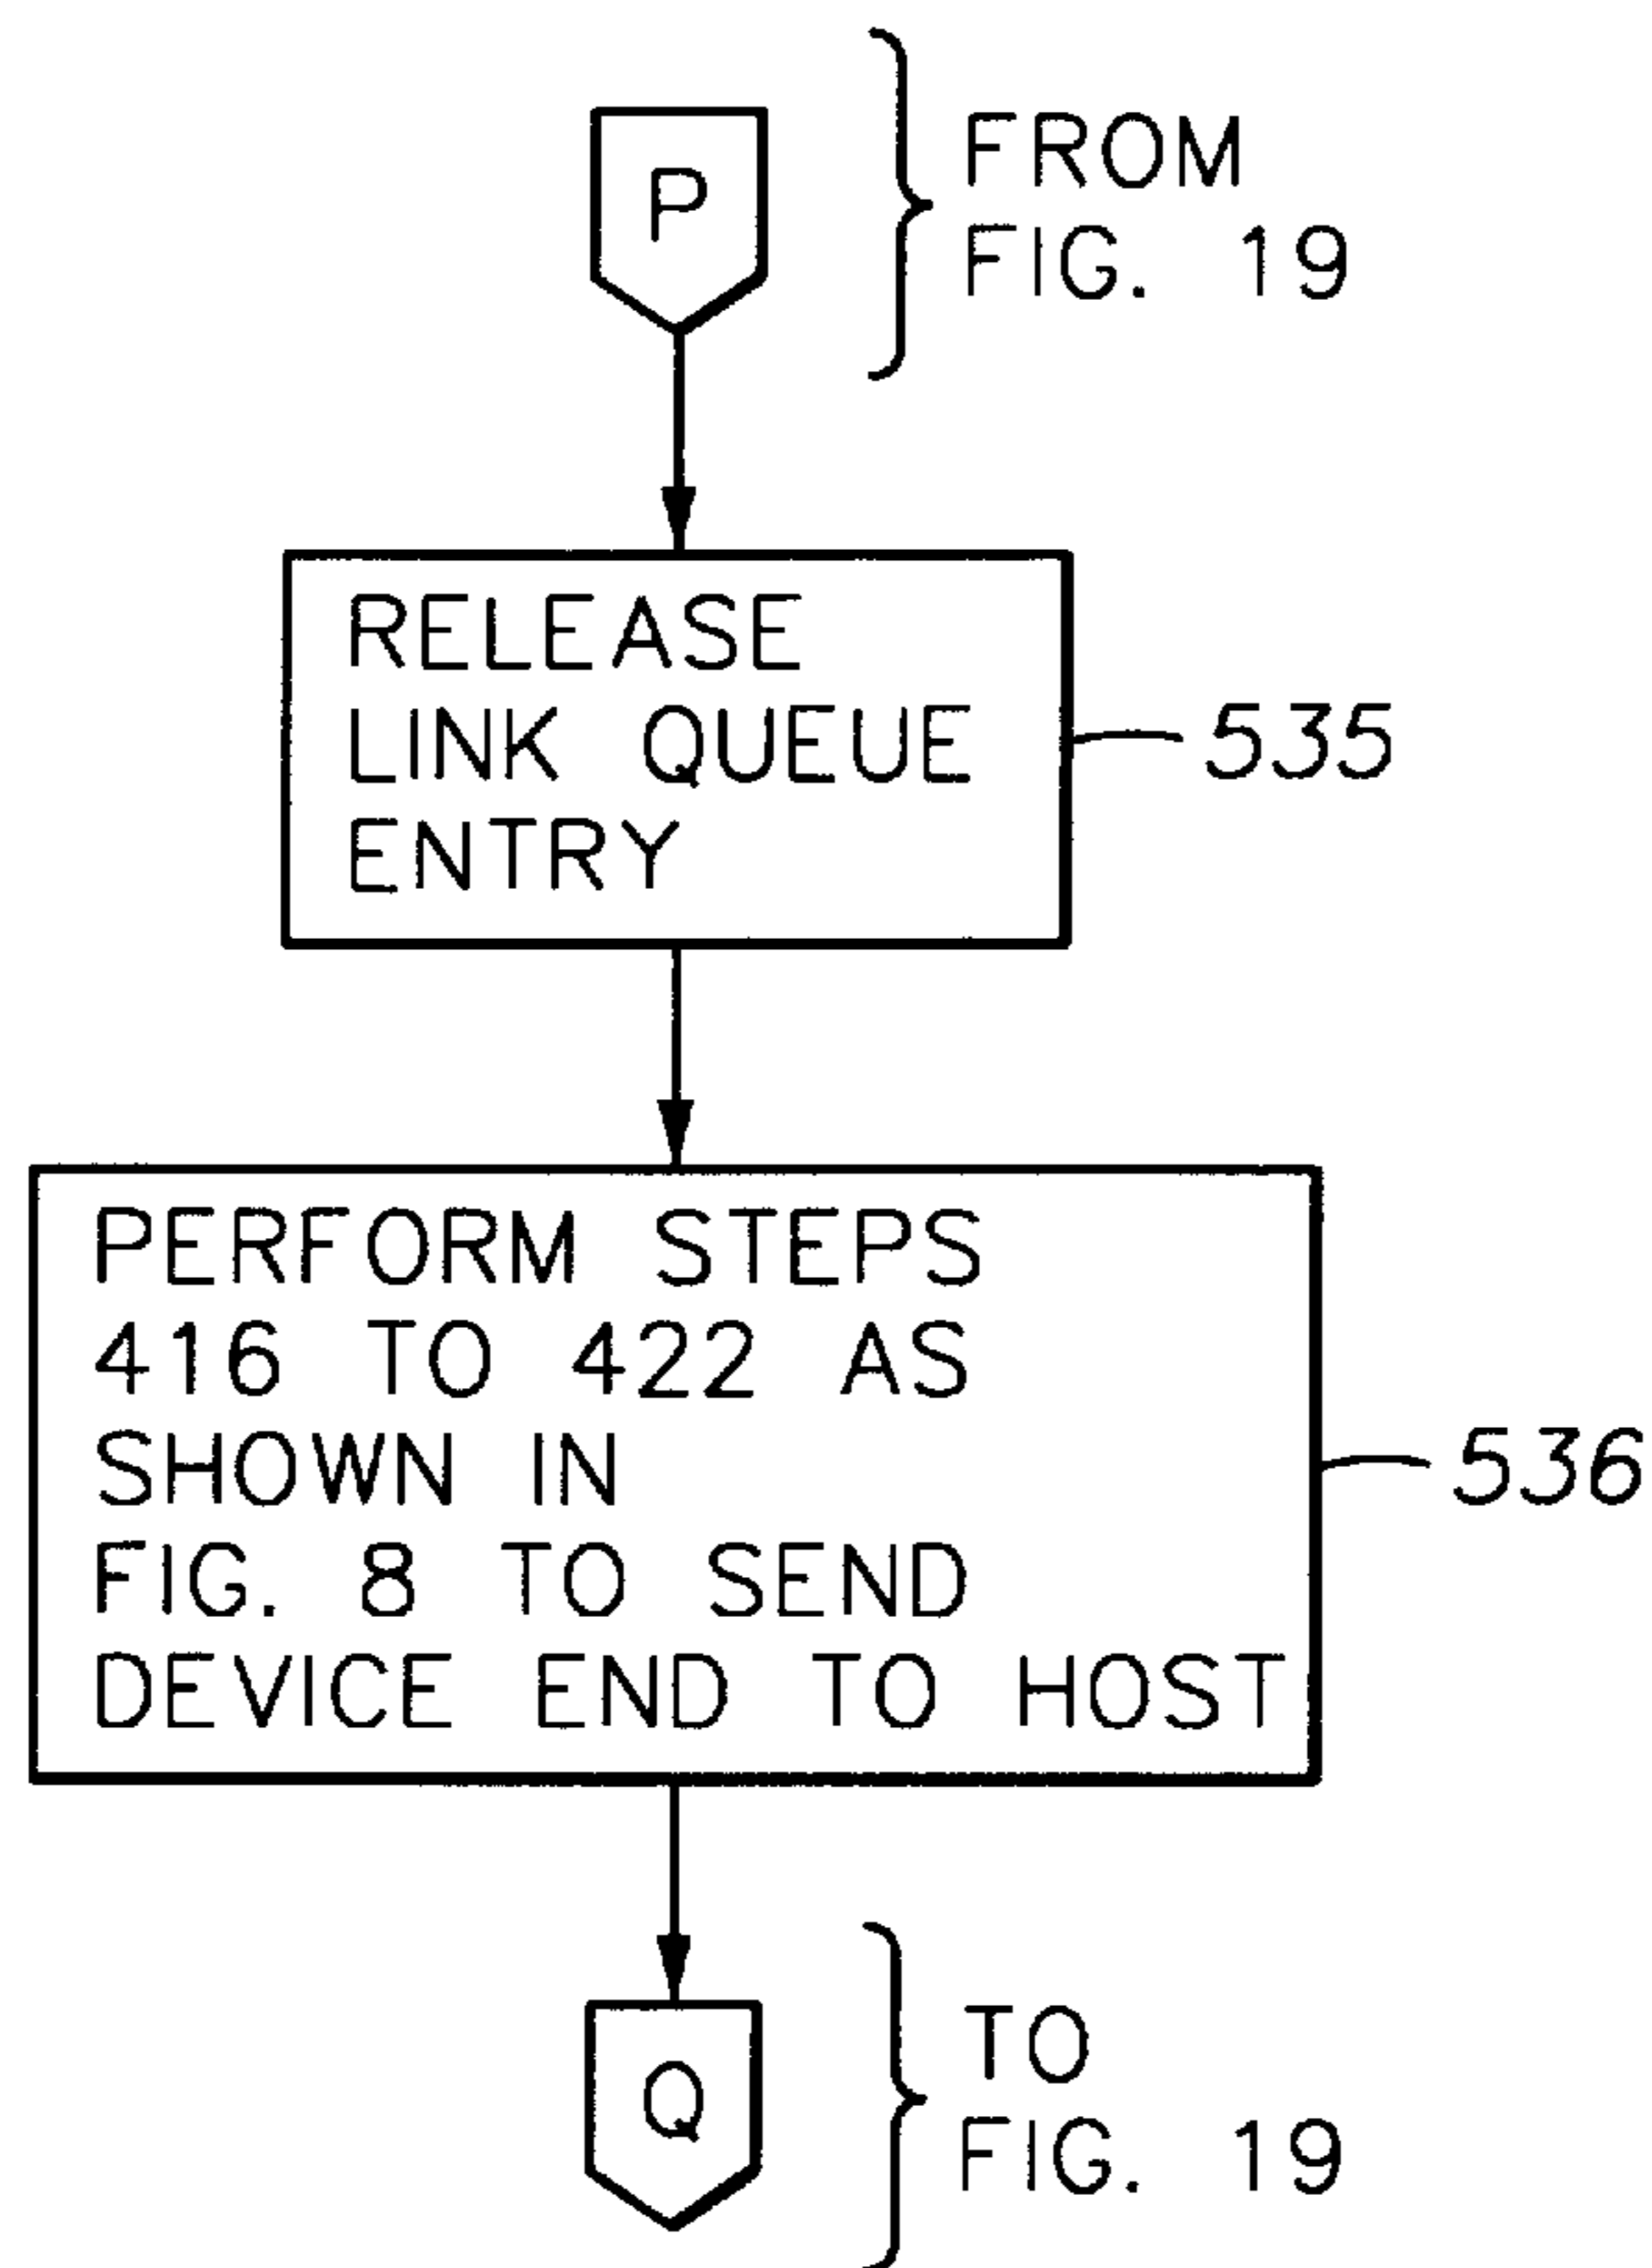 P
FROM
FIG. 19
RELEASE
LINK QUEUE
ENTRY
535
PERFORM STEPS
416 TO 422 AS
SHOWN IN
FIG. 8 TO SEND
DEVICE END TO HOST
536
Q
TO
FIG. 19